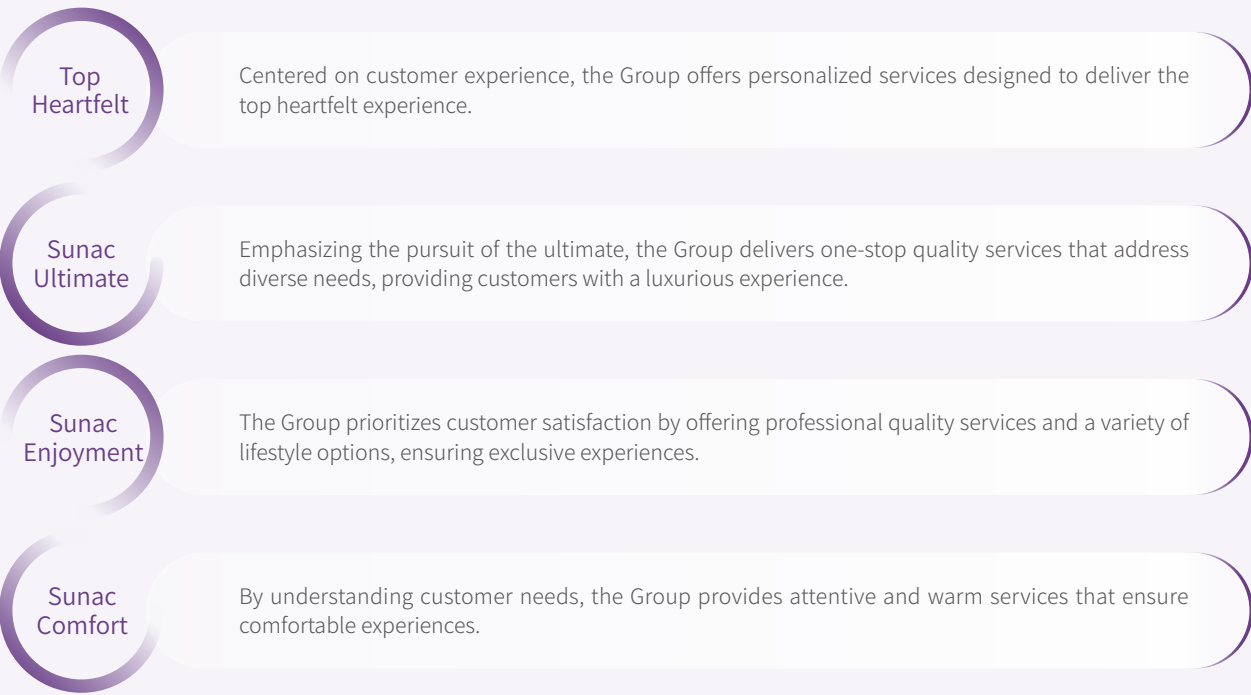 Top
Heartfelt
Centered on customer experience, the Group offers personalized services designed to deliver the
top heartfelt experience.
Sunac
Ultimate
Emphasizing the pursuit of the ultimate, the Group delivers one-stop quality services that address
diverse needs, providing customers with a luxurious experience.
Sunac
Enjoyment
The Group prioritizes customer satisfaction by offering professional quality services and a variety of
lifestyle options, ensuring exclusive experiences.
Sunac
Comfort
By understanding customer needs, the Group provides attentive and warm services that ensure
comfortable experiences.